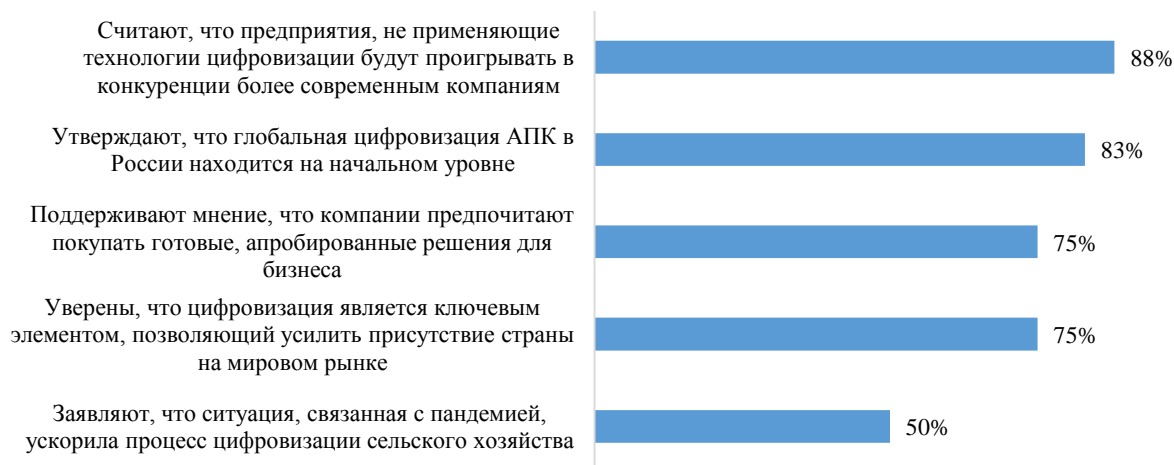 Считают, что предприятия, не применяющие
технологии цифровизации будут проигрывать в
конкуренции более современным компаниям
88%
Утверждают, что глобальная цифровизация АПК в
России находится на начальном уровне
83%
Поддерживают мнение, что компании предпочитают
покупать готовые, апробированные решения для
бизнеса
75%
Уверены, что цифровизация является ключевым
элементом, позволяющий усилить присутствие страны
на мировом рынке
75%
Заявляют, что ситуация, связанная с пандемией,
ускорила процесс цифровизации сельского хозяйства
50%